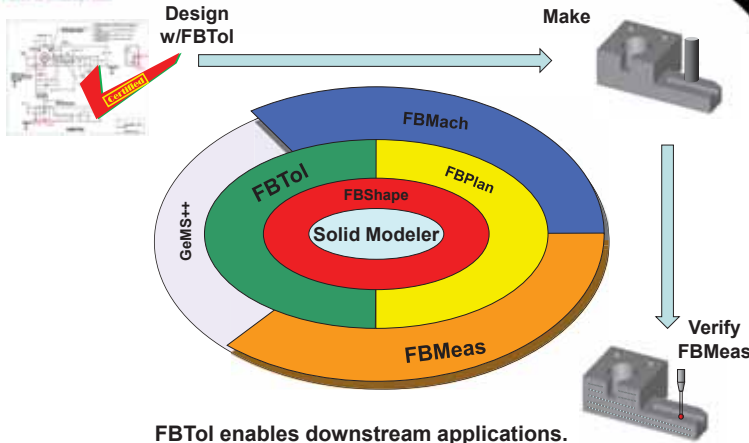 Design
w/FBTol
Make
Certified
FBMach
FBTol
FBPlan
FBShape
GeMS++
Solid Modeler
FBMeas
Verify
FBMeas
FBTol enables downstream applications.